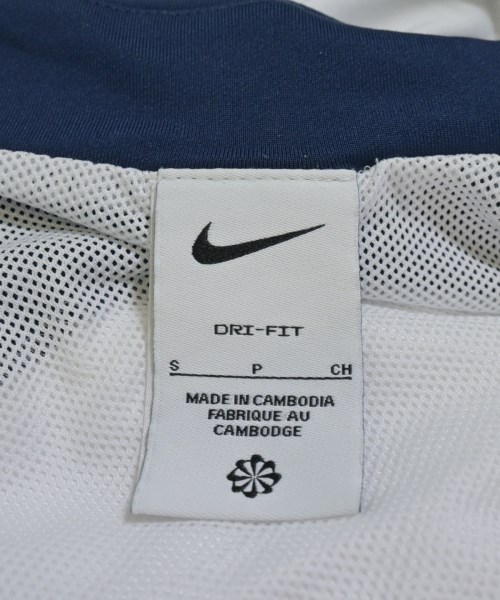 DRI-FIT
S P CH
MADE IN CAMBODIA
FABRIQUE AU
CAMBODGE